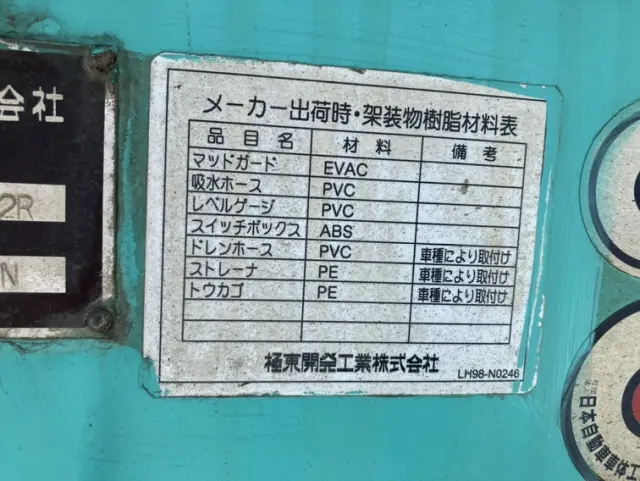 会社
2R
N
メーカー出荷時・架装物樹脂材料表
品目名 材料 備考
マッドガード EVAC
吸水ホース PVC
レベルゲージ PVC
スイッチボックス ABS
ドレンホース PVC 車種により取付け
ストレーナ PE 車種により取付け
トウカゴ PE 車種により取付け
極東開発工業株式会社
LH98-N0246
日本自動車車